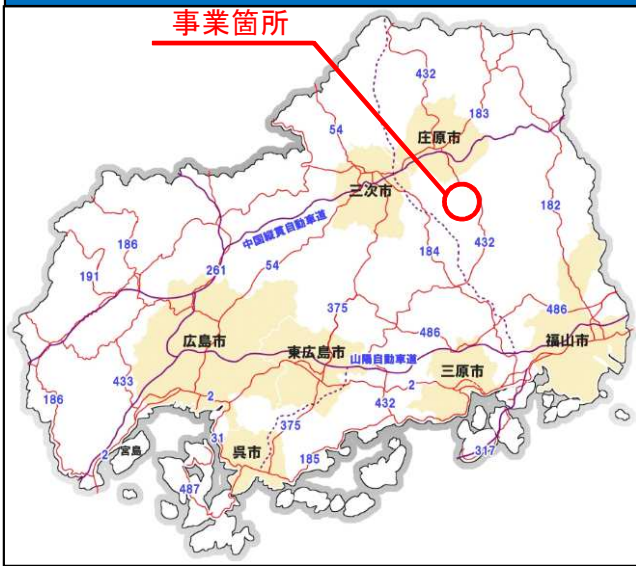 事業箇所
432
183
54
庄原市
三次市
182
中国縦貫自動車道
186
432
184
191
261
54
375
486
広島市
486
福山市
東広島市
山陽自動車道
三原市
433
186
2
432
2
375
31
2
宮島
呉市
185
317
487